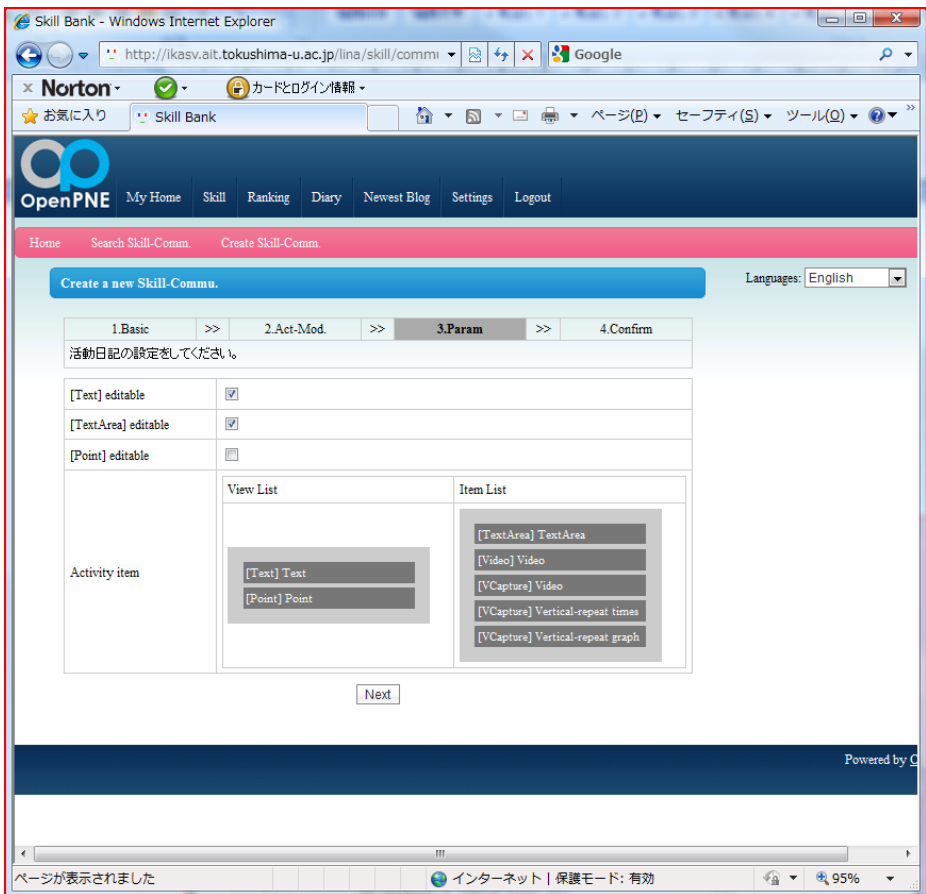 Skill Bank - Windows Internet Explorer
http://ikasv.ait.tokushima-u.ac.jp/lina/skill/commu Google
× Norton カードとログイン情報
お気に入り Skill Bank ページ(P) セーフティ(S) ツール(O) »
OpenPNE My Home Skill Ranking Diary Newest Blog Settings Logout
Home Search Skill-Comm. Create Skill-Comm.
Create a new Skill-Commu. Languages: English
1.Basic >> 2.Act-Mod. >> 3.Param >> 4.Confirm
活動日記の設定をしてください。
[Text] editable
[TextArea] editable
[Point] editable
View List Item List
[TextArea] TextArea
[Video] Video
Activity item [Text] Text [VCapture] Video
[Point] Point [VCapture] Vertical-repeat times
[VCapture] Vertical-repeat graph
Next
Powered by
ページが表示されました インターネット | 保護モード: 有効 95%